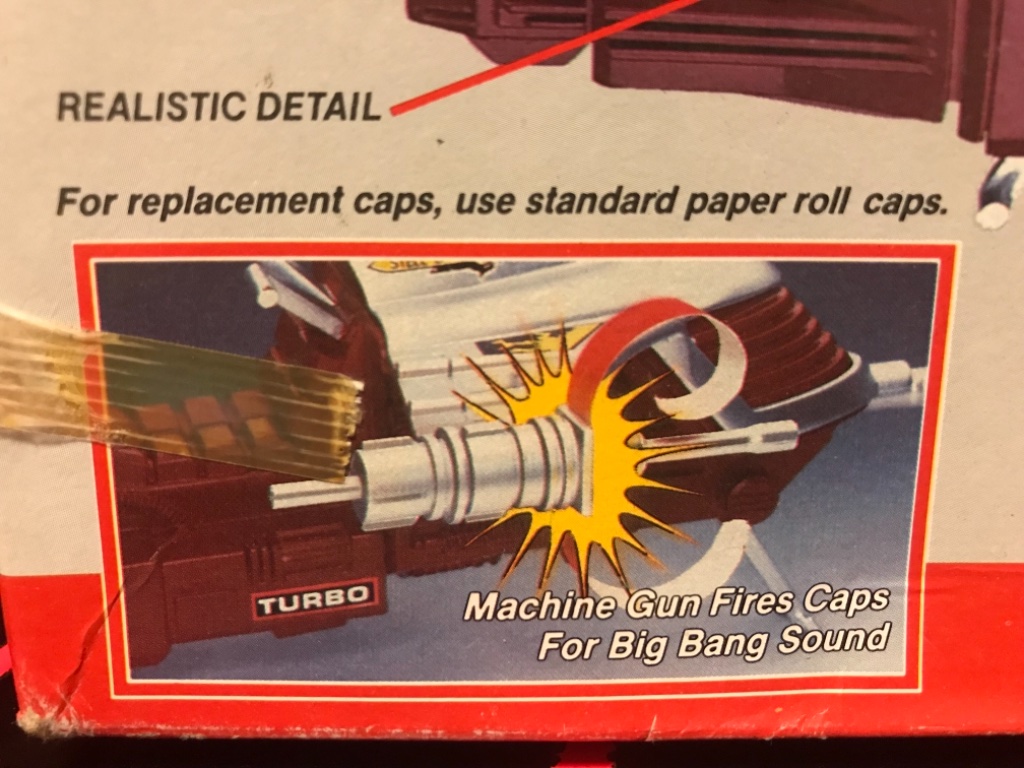 REALISTIC DETAIL
For replacement caps, use standard paper roll caps.
TURBO
Machine Gun Fires Caps
For Big Bang Sound